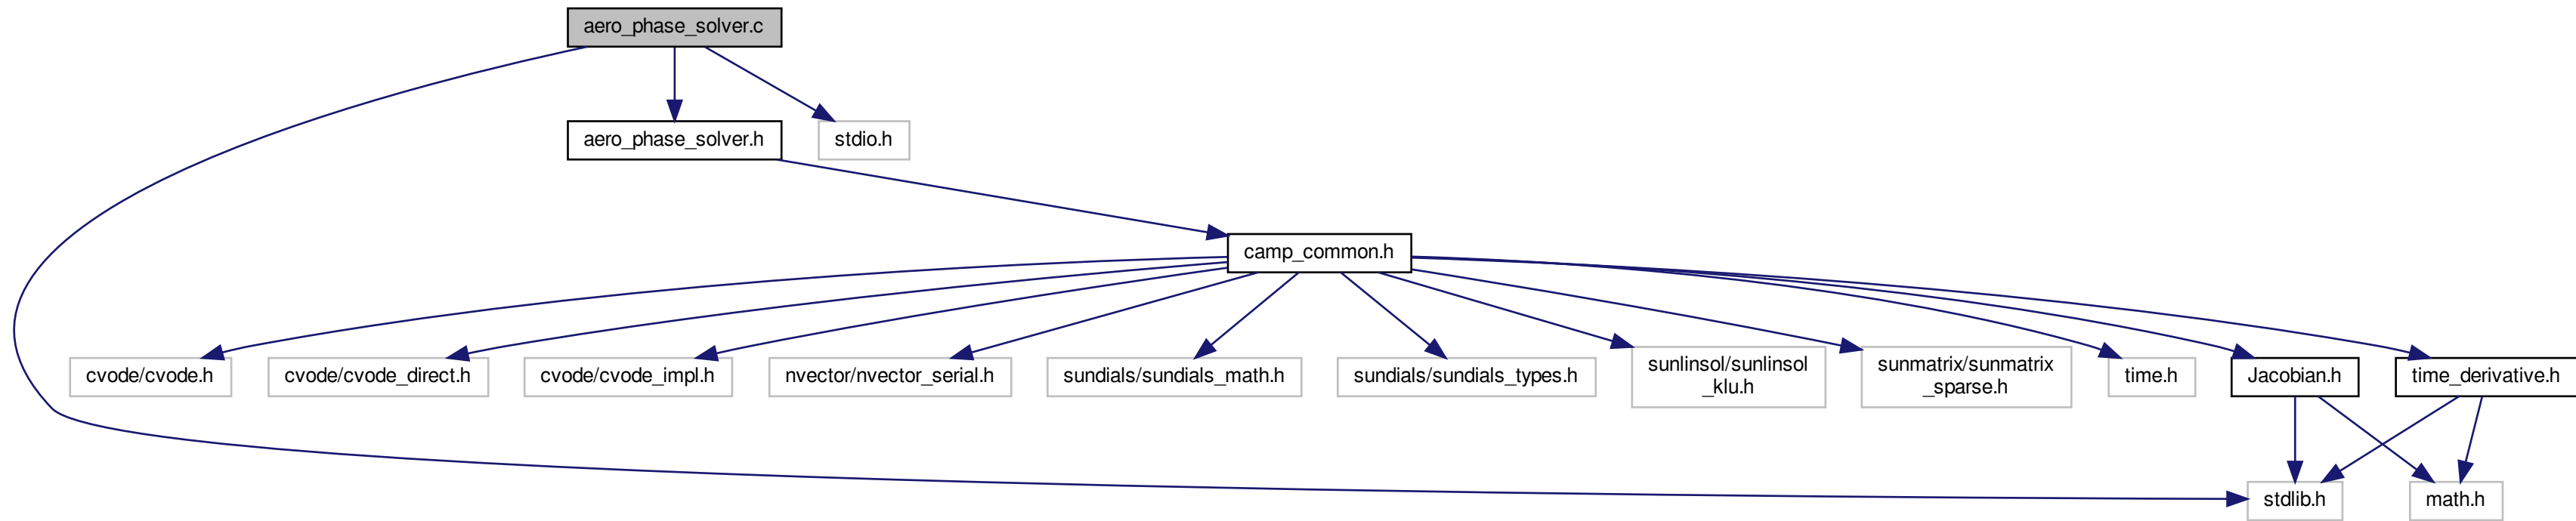 aero_phase_solver.c
aero_phase_solver.h
stdio.h
camp_common.h
cvode/cvode.h
cvode/cvode_direct.h
cvode/cvode_impl.h
nvector/nvector_serial.h
sundials/sundials_math.h
sundials/sundials_types.h
sunlinsol/sunlinsol
_klu.h
sunmatrix/sunmatrix
_sparse.h
time.h
Jacobian.h
time_derivative.h
stdlib.h
math.h